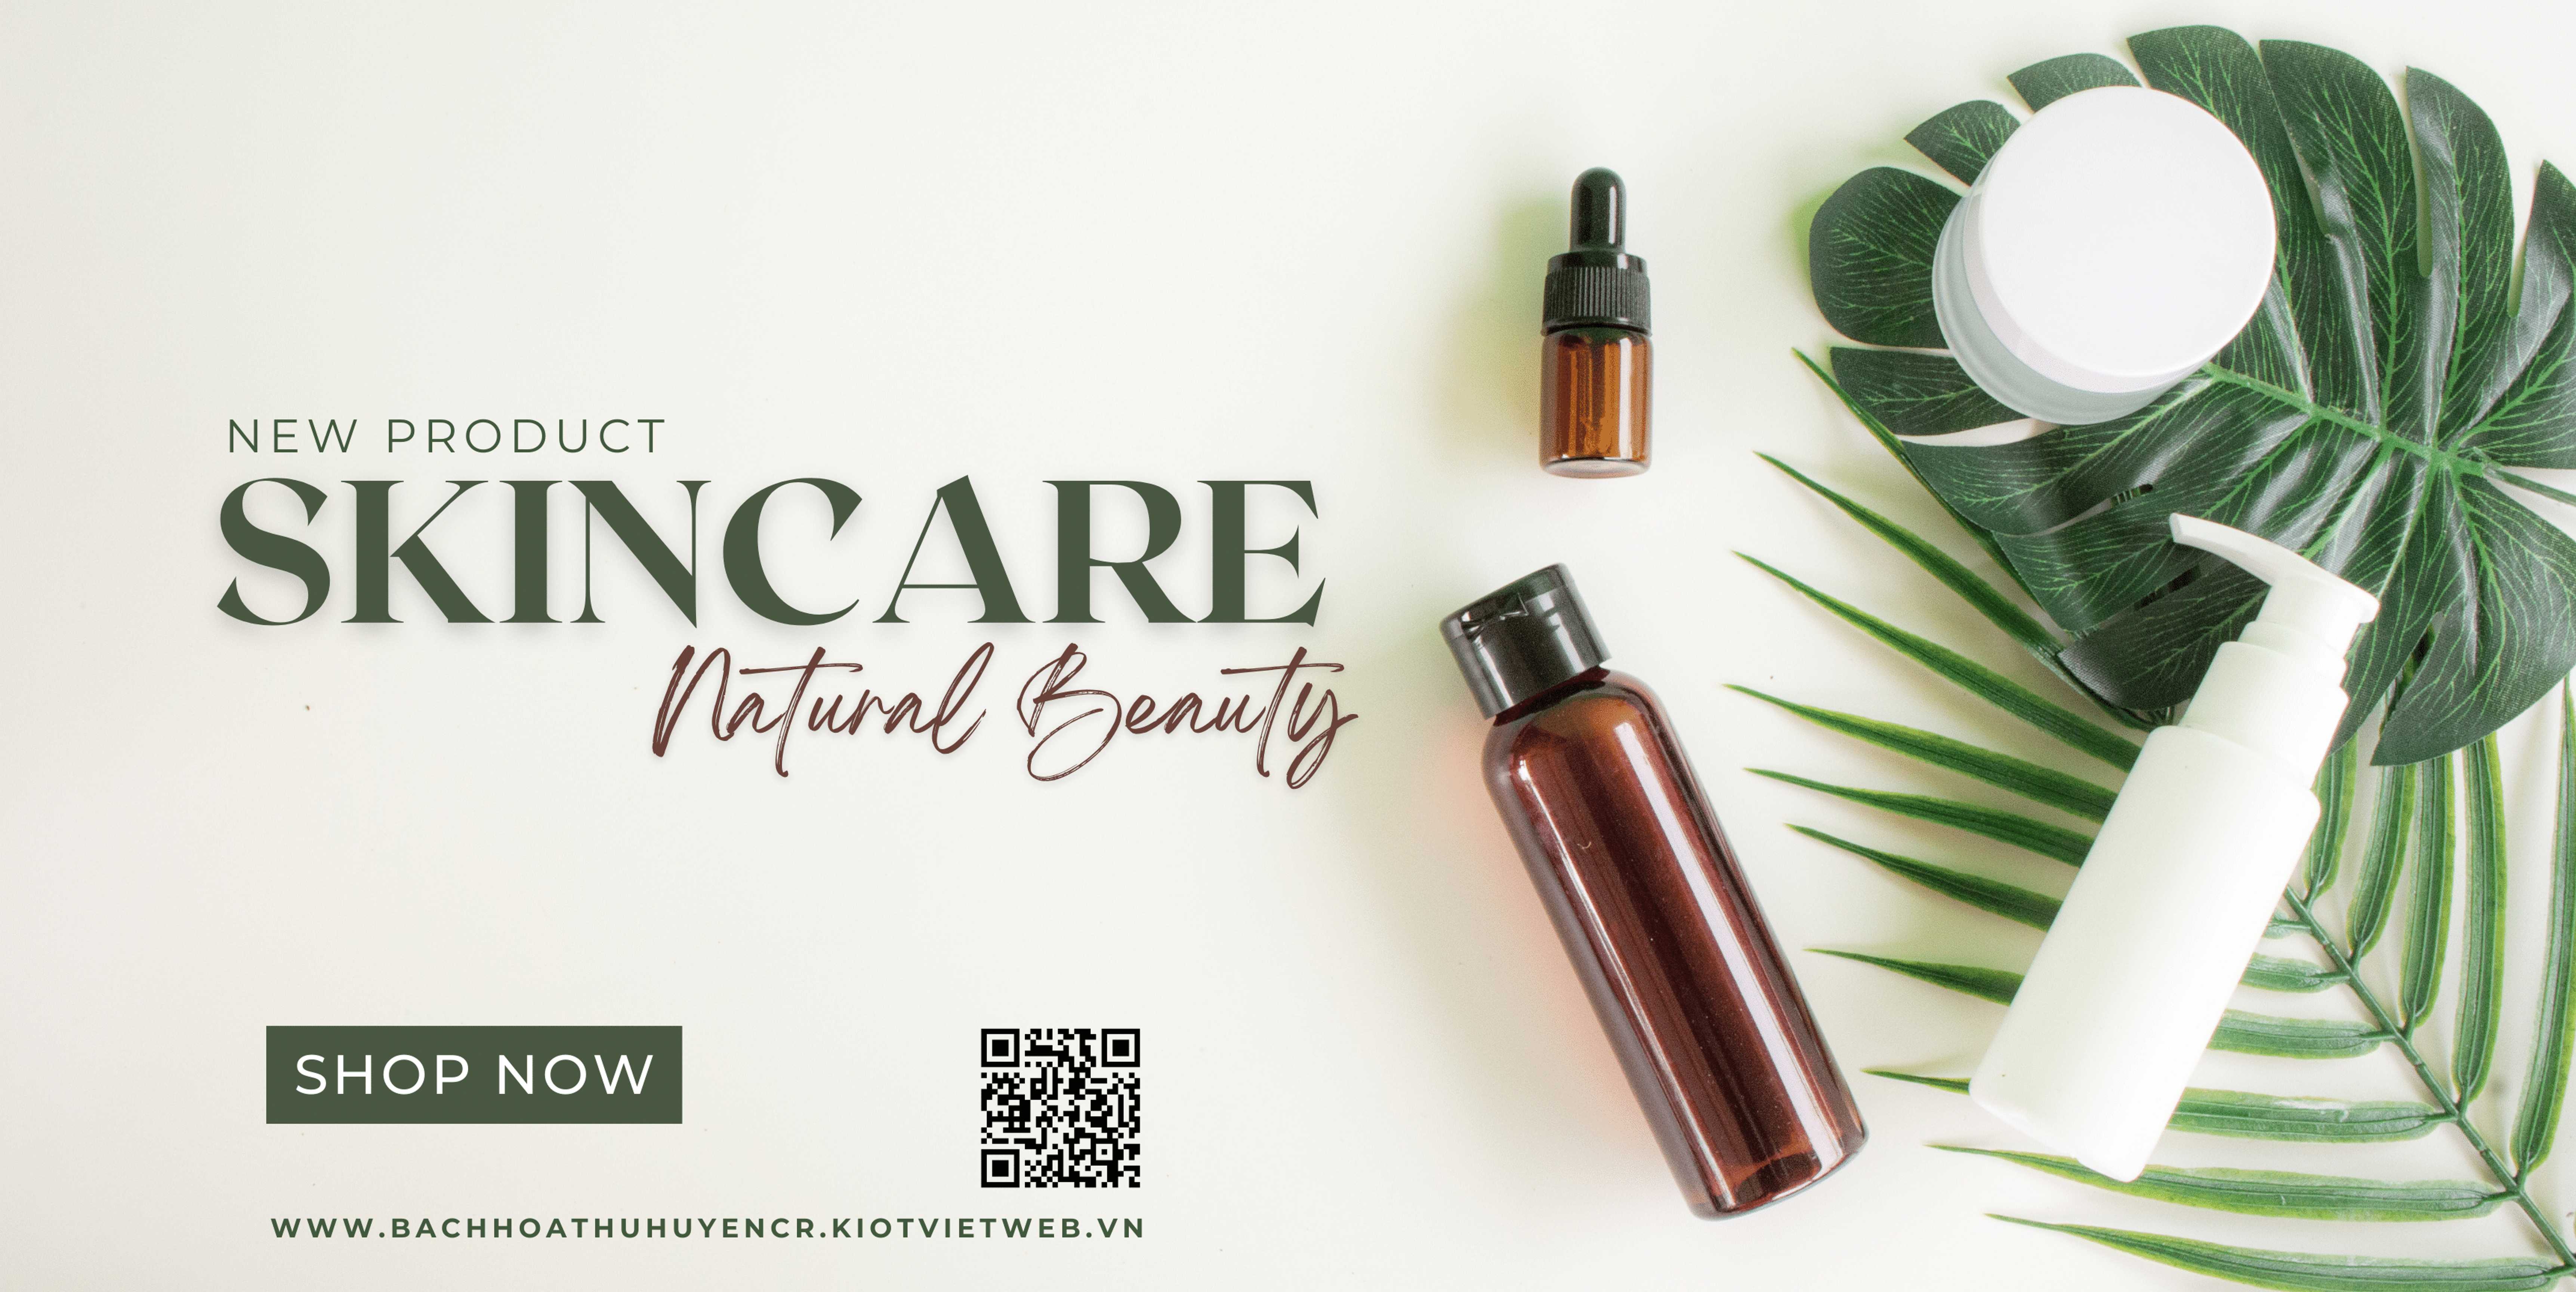 NEW PRODUCT
SKINCARE
Natural Beauty
SHOP NOW
WWW.BACHHOATHUHUYENCR.KIOTVIETWEB.VN